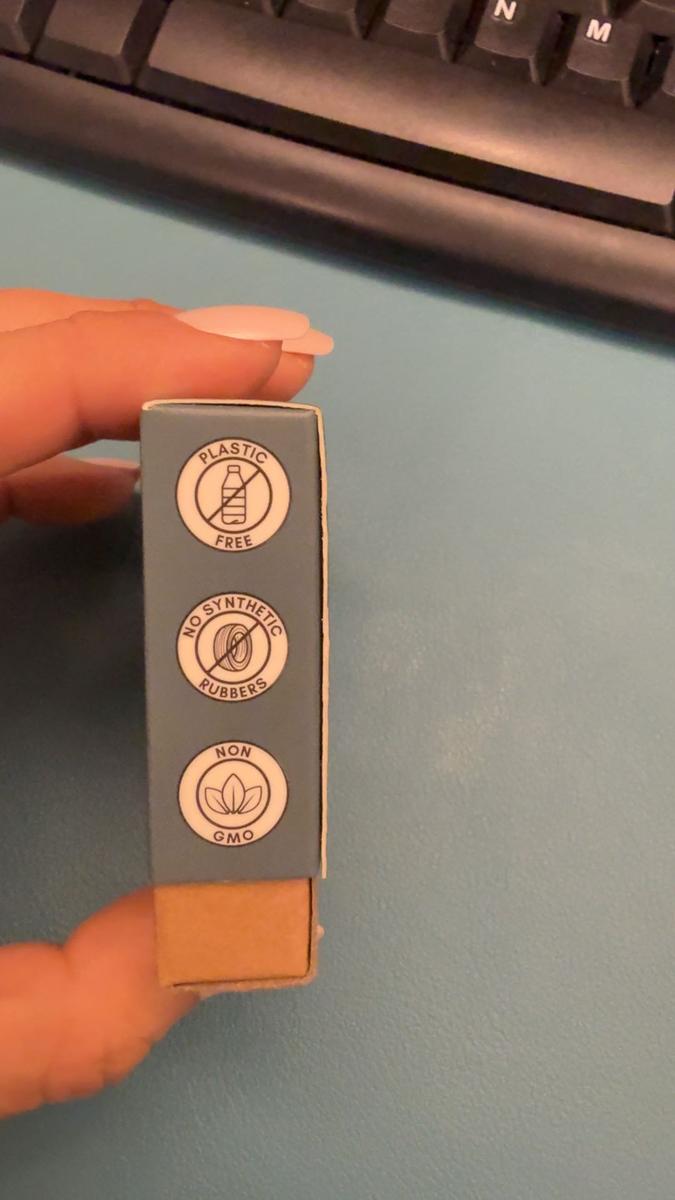 N
M
PLASTIC
FREE
NO SYNTHETIC
RUBBERS
NON
GMO